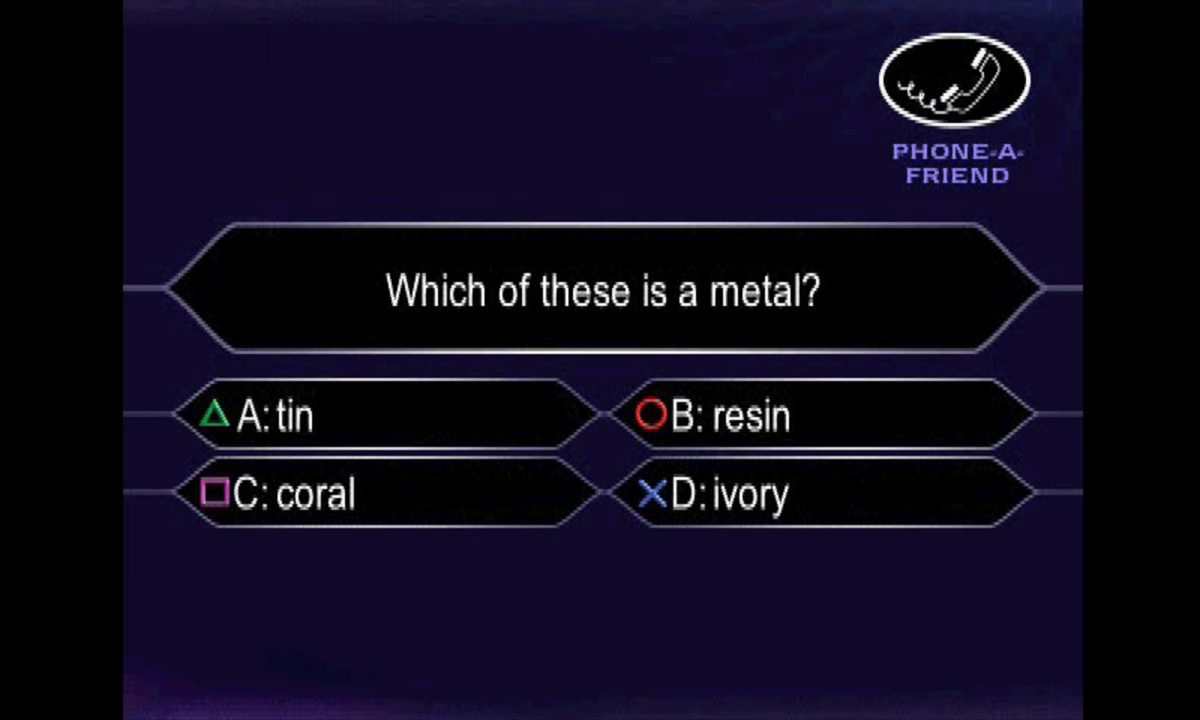 PHONE-A-
FRIEND
Which of these is a metal?
A: tin
B: resin
C: coral
D: ivory